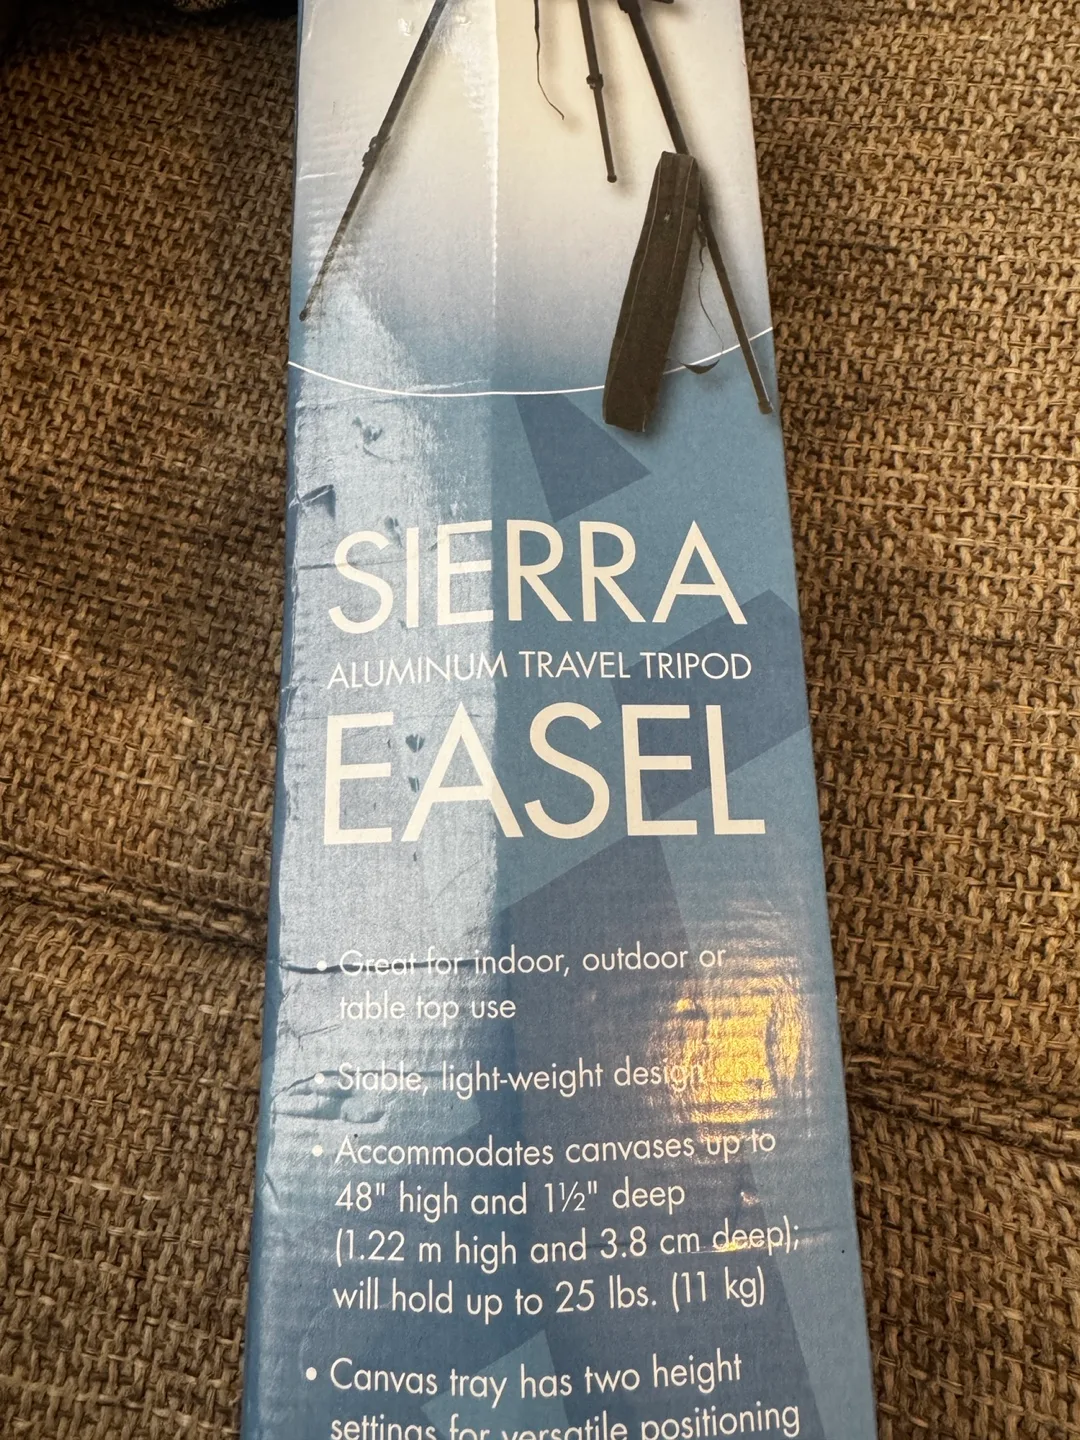 SIERRA
ALUMINUM TRAVEL TRIPOD
EASEL
• Great for indoor, outdoor or
table top use
• Stable, light-weight design
• Accommodates canvases up to
48" high and 1½" deep
(1.22 m high and 3.8 cm deep);
will hold up to 25 lbs. (11 kg)
• Canvas tray has two height
settings for versatile positioning